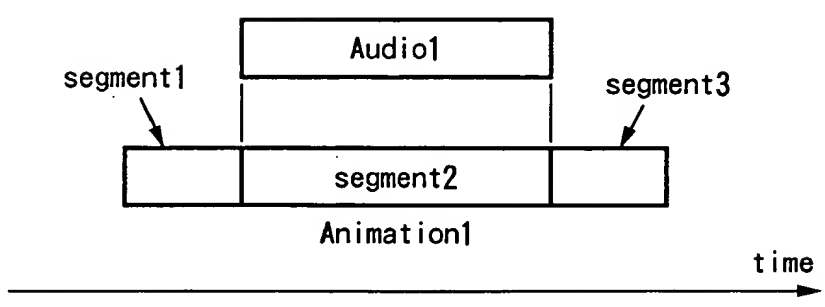 Audio1
segment1
segment3
segment2
Animation1
time